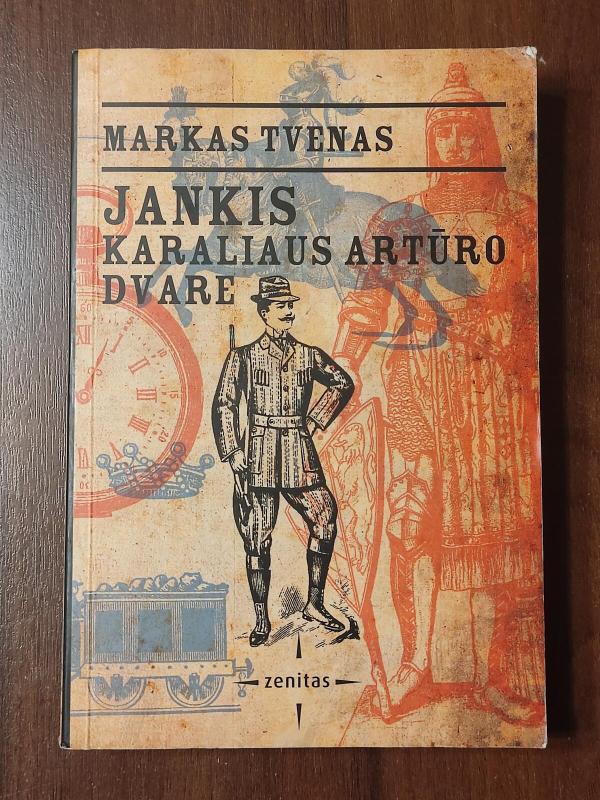 MARKAS TVENAS
JANKIS
KARALIAUS ARTŪRO
DVARE
zenitas